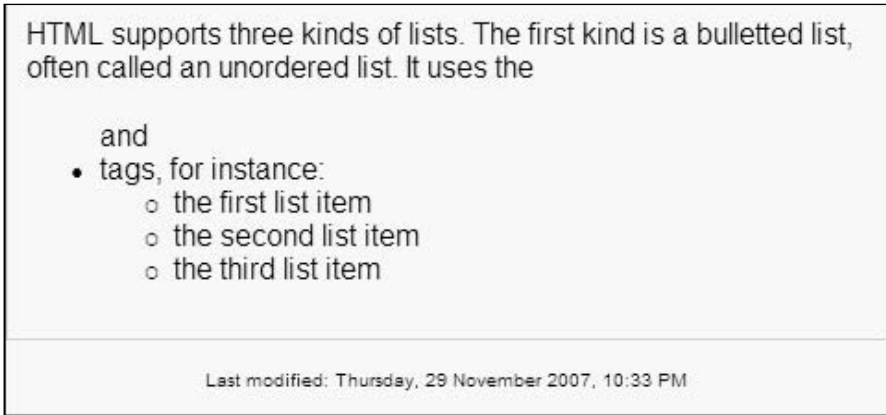 HTML supports three kinds of lists. The first kind is a bulletted list,
often called an unordered list. It uses the
and
• tags, for instance:
o the first list item
o the second list item
o the third list item
Last modified: Thursday, 29 November 2007, 10:33 PM